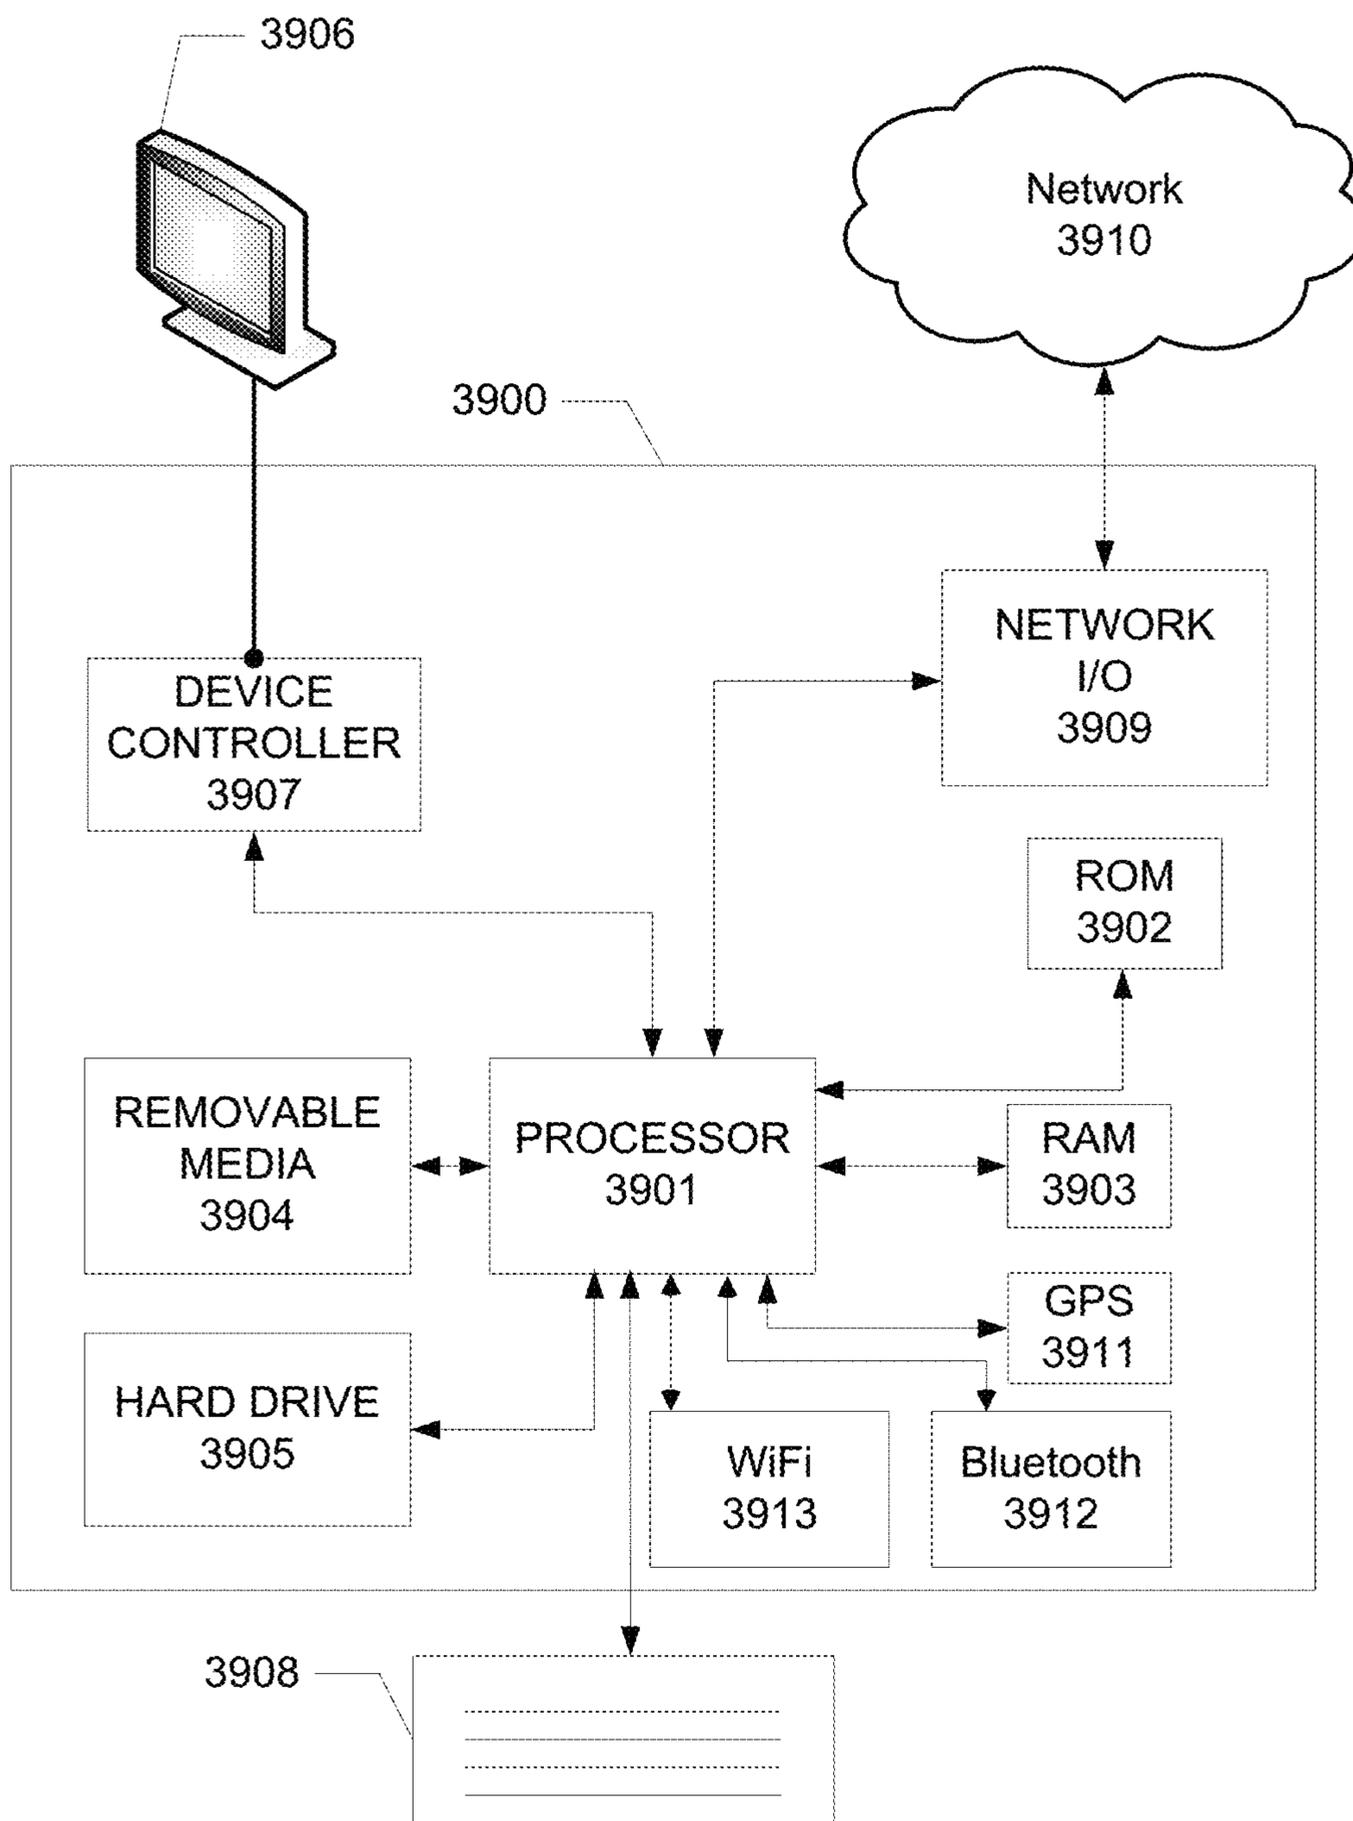 3906
Network
3910
3900
NETWORK
I/O
3909
DEVICE
CONTROLLER
3907
ROM
3902
REMOVABLE
MEDIA
3904
PROCESSOR
3901
RAM
3903
GPS
3911
HARD DRIVE
3905
WiFi
3913
Bluetooth
3912
3908